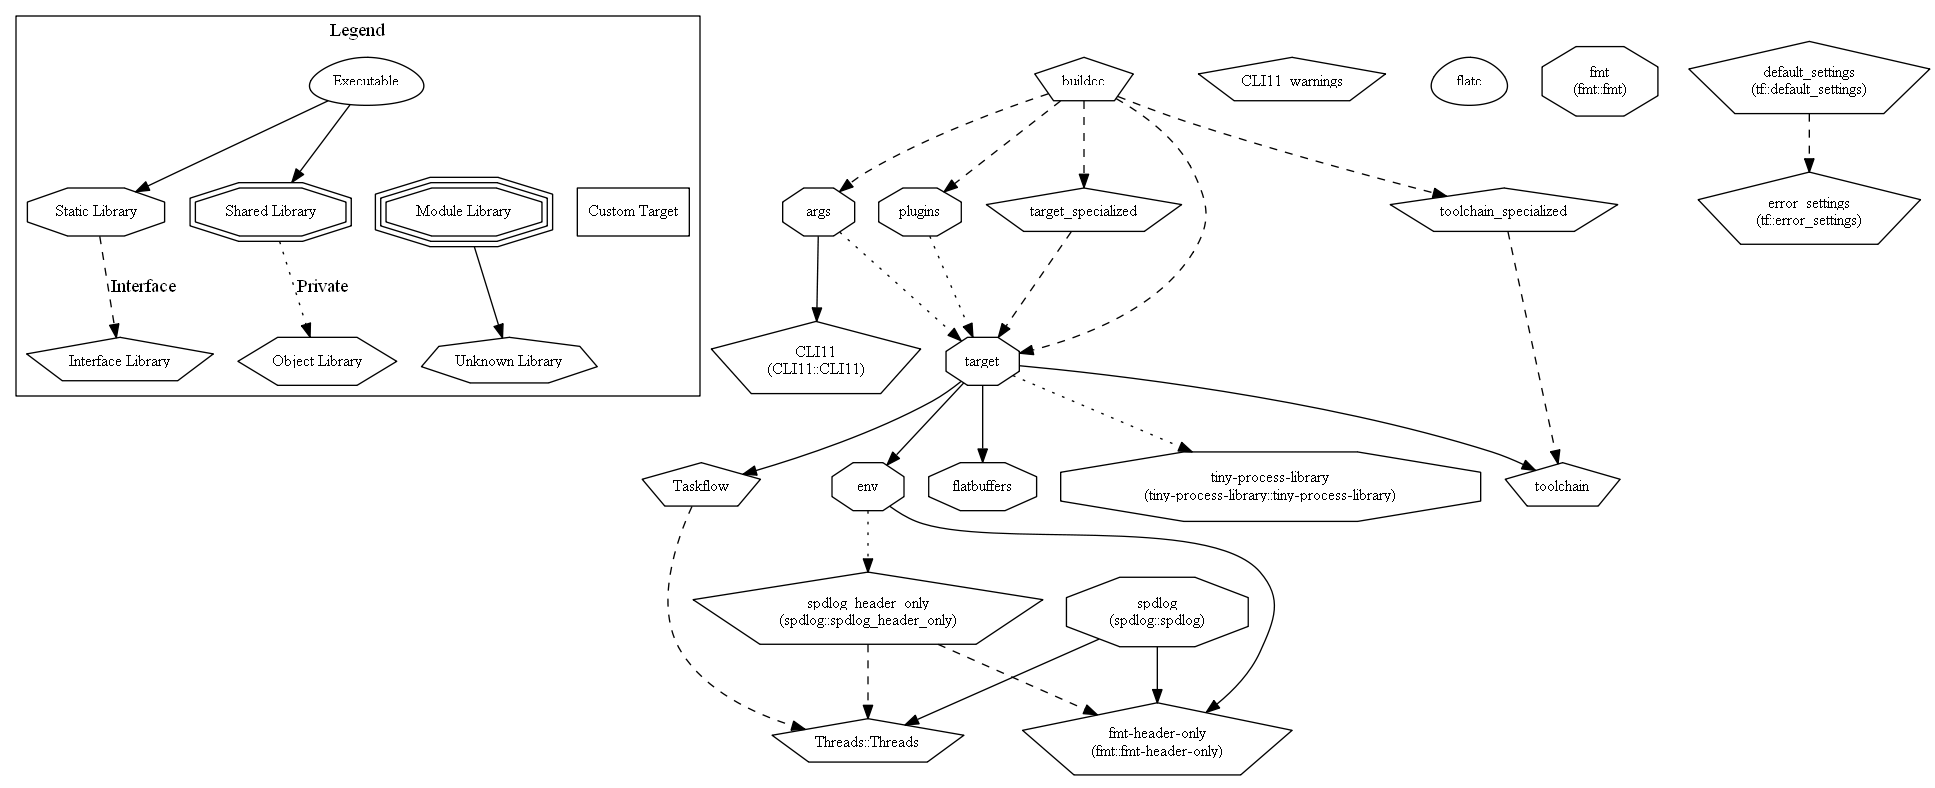 Legend
Executable
Static Library
Shared Library
Module Library
Custom Target
Interface
Private
Interface Library
Object Library
Unknown Library
buildcc
CLI11_warnings
flatc
fmt
(fmt::fmt)
default_settings
(tf::default_settings)
args
plugins
target_specialized
toolchain_specialized
error_settings
(tf::error_settings)
CLI11
(CLI11::CLI11)
target
Taskflow
env
flatbuffers
tiny-process-library
(tiny-process-library::tiny-process-library)
toolchain
spdlog_header_only
(spdlog::spdlog_header_only)
spdlog
(spdlog::spdlog)
Threads::Threads
fmt-header-only
(fmt::fmt-header-only)